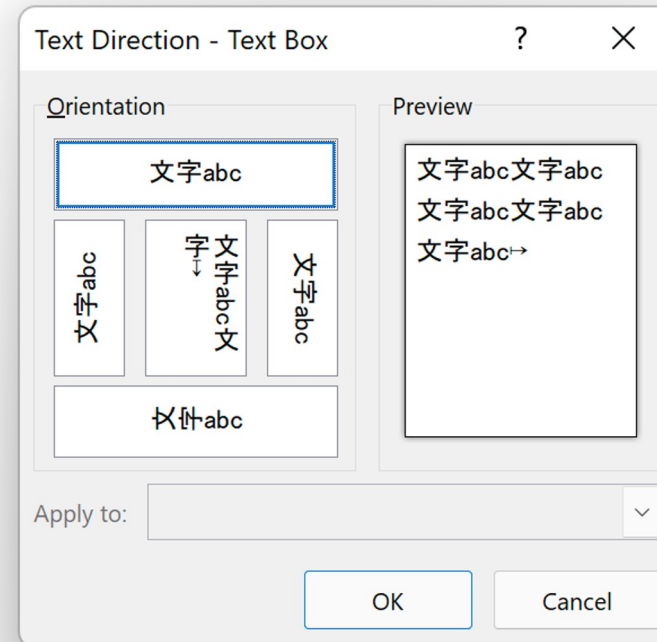 Text Direction - Text Box
?
Orientation
文字abc
文字abc
文字abc文
字
文字abc
文字abc
Preview
文字abc文字abc
文字abc文字abc
文字abc
Apply to:
OK
Cancel